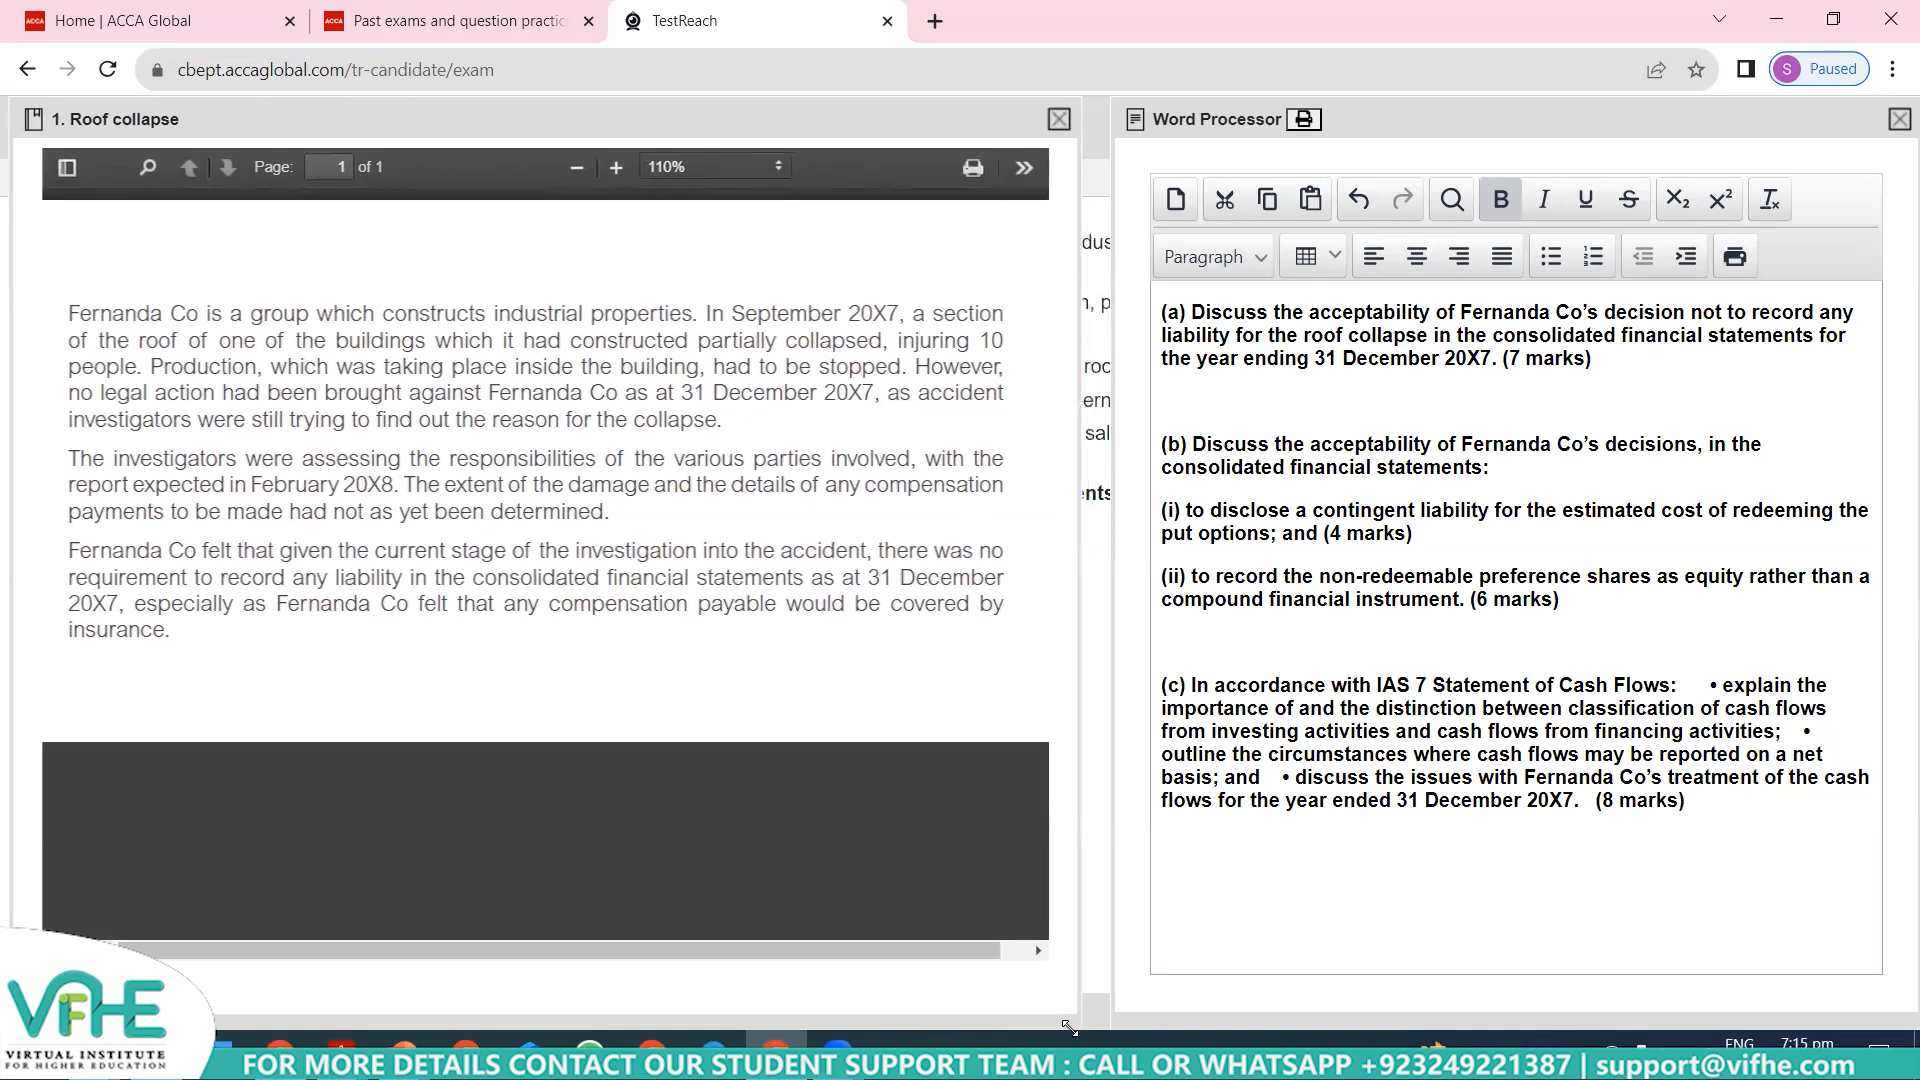 Home | ACCA Global
Past exams and question practic
TestReach
cbept.accaglobal.com/tr-candidate/exam
S Paused
1. Roof collapse
Page: 1 of 1
110%
Fernanda Co is a group which constructs industrial properties. In September 20X7, a section
of the roof of one of the buildings which it had constructed partially collapsed, injuring 10
people. Production, which was taking place inside the building, had to be stopped. However,
no legal action had been brought against Fernanda Co as at 31 December 20X7, as accident
investigators were still trying to find out the reason for the collapse.
The investigators were assessing the responsibilities of the various parties involved, with the
report expected in February 20X8. The extent of the damage and the details of any compensation
payments to be made had not as yet been determined.
Fernanda Co felt that given the current stage of the investigation into the accident, there was no
requirement to record any liability in the consolidated financial statements as at 31 December
20X7, especially as Fernanda Co felt that any compensation payable would be covered by
insurance.
Word Processor
Paragraph
(a) Discuss the acceptability of Fernanda Co’s decision not to record any
liability for the roof collapse in the consolidated financial statements for
the year ending 31 December 20X7. (7 marks)
(b) Discuss the acceptability of Fernanda Co’s decisions, in the
consolidated financial statements:
(i) to disclose a contingent liability for the estimated cost of redeeming the
put options; and (4 marks)
(ii) to record the non-redeemable preference shares as equity rather than a
compound financial instrument. (6 marks)
(c) In accordance with IAS 7 Statement of Cash Flows: • explain the
importance of and the distinction between classification of cash flows
from investing activities and cash flows from financing activities; •
outline the circumstances where cash flows may be reported on a net
basis; and • discuss the issues with Fernanda Co’s treatment of the cash
flows for the year ended 31 December 20X7. (8 marks)
VIFHE
VIRTUAL INSTITUTE
FOR HIGHER EDUCATION
ENG
7:15 pm
FOR MORE DETAILS CONTACT OUR STUDENT SUPPORT TEAM : CALL OR WHATSAPP +923249221387 | support@vifhe.com